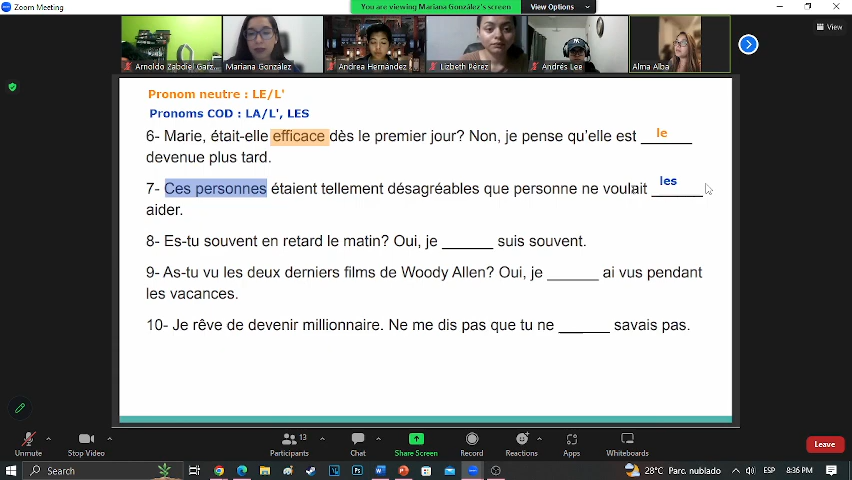 Zoom Meeting
You are viewing Mariana González's screen
View Options
View
Arnoldo Zabdiel Garz...
Mariana González
Andrea Hernández
Lizbeth Pérez
Andrés Lee
Alma Alba
Pronom neutre : LE/L'
Pronoms COD : LA/L', LES
6- Marie, était-elle efficace dès le premier jour? Non, je pense qu'elle est le
devenue plus tard.
7- Ces personnes étaient tellement désagréables que personne ne voulait les
aider.
8- Es-tu souvent en retard le matin? Oui, je ______ suis souvent.
9- As-tu vu les deux derniers films de Woody Allen? Oui, je ______ ai vus pendant
les vacances.
10- Je rêve de devenir millionnaire. Ne me dis pas que tu ne ______ savais pas.
Unmute
Stop Video
13
Participants
Chat
Share Screen
Record
Reactions
Apps
Whiteboards
Leave
Search
28°C Parc. nublado
ESP
8:36 PM